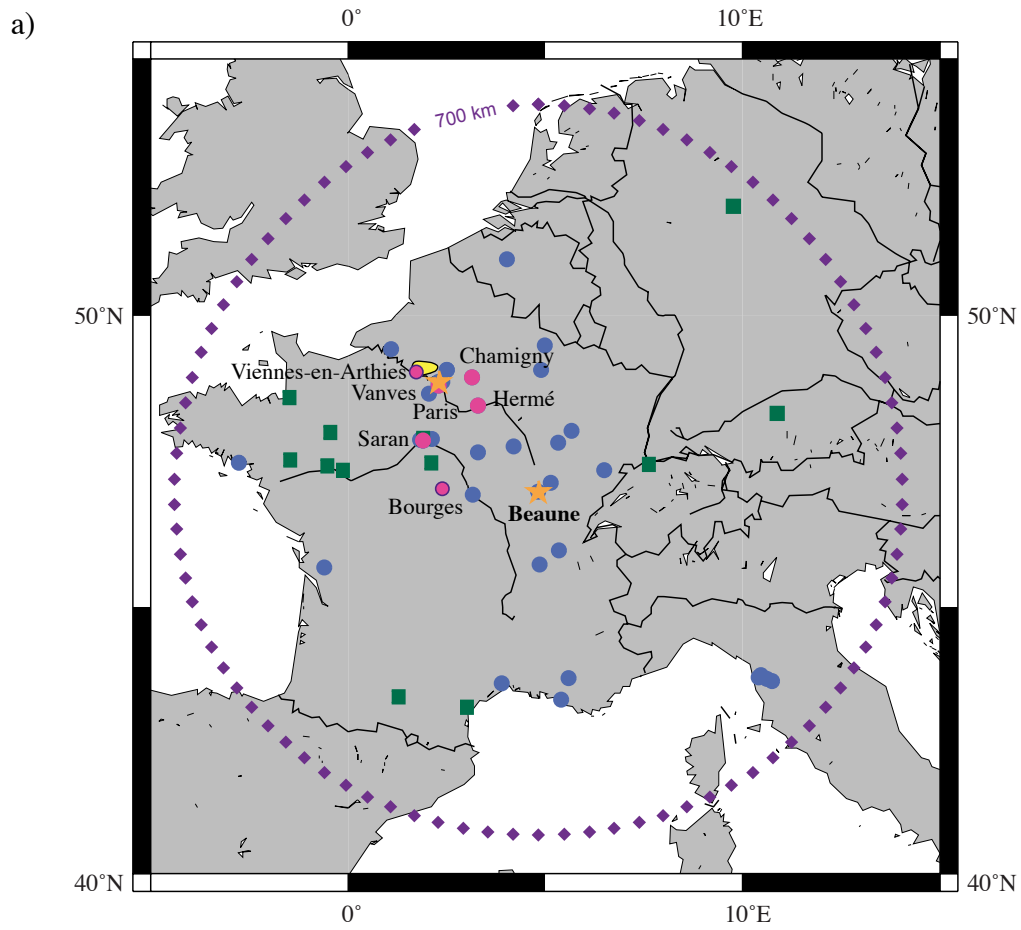 a)
0˚
10˚E
700 km
50˚N
50˚N
Chamigny
Viennes-en-Arthies
Vanves
Hermé
Paris
Saran
Bourges
Beaune
40˚N
40˚N
0˚
10˚E